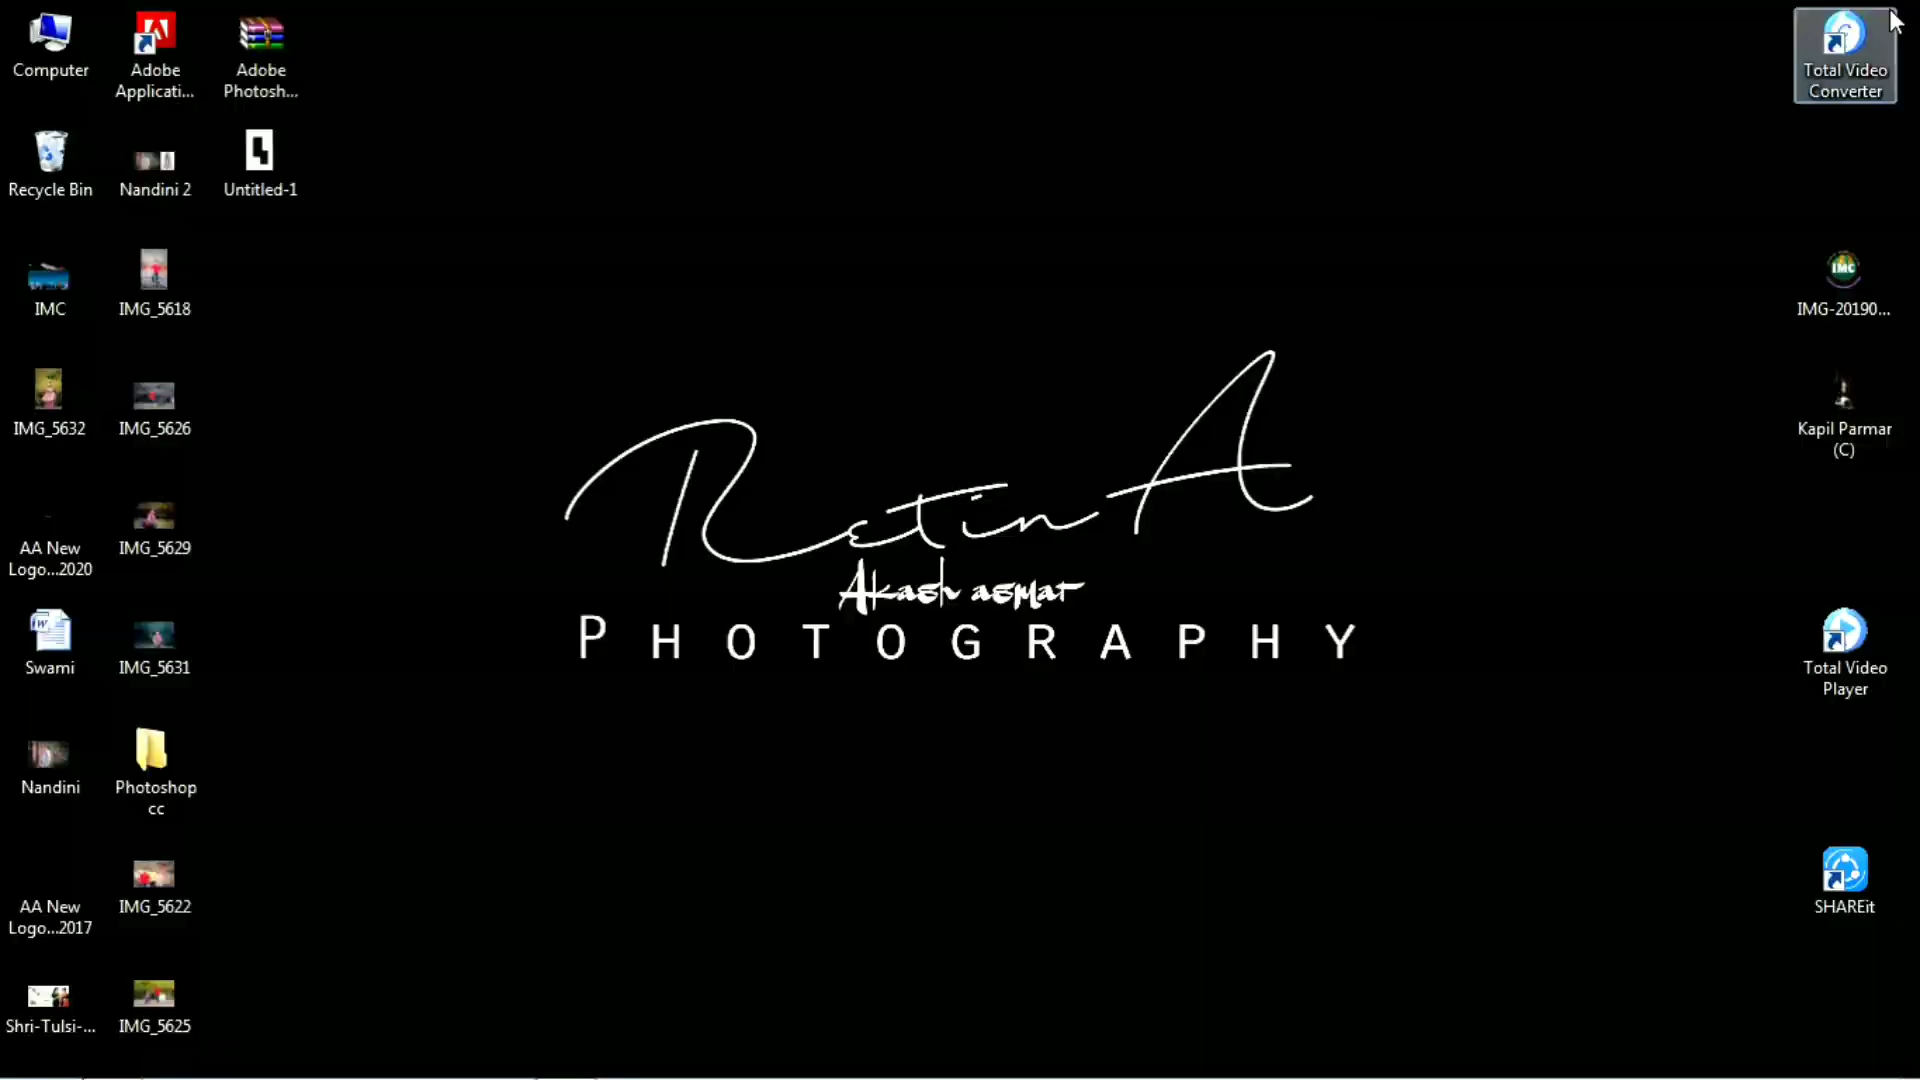 Computer
Adobe
Applicati...
Adobe
Photosh...
Total Video
Converter
Recycle Bin
Nandini 2
Untitled-1
IMC
IMG_5618
IMC
IMG-20190...
IMG_5632
IMG_5626
Kapil Parmar
(C)
Retin A
Akash asmat
PHOTOGRAPHY
AA New
Logo...2020
IMG_5629
Swami
IMG_5631
Total Video
Player
Nandini
Photoshop
cc
AA New
Logo...2017
IMG_5622
SHAREit
Shri-Tulsi-...
IMG_5625